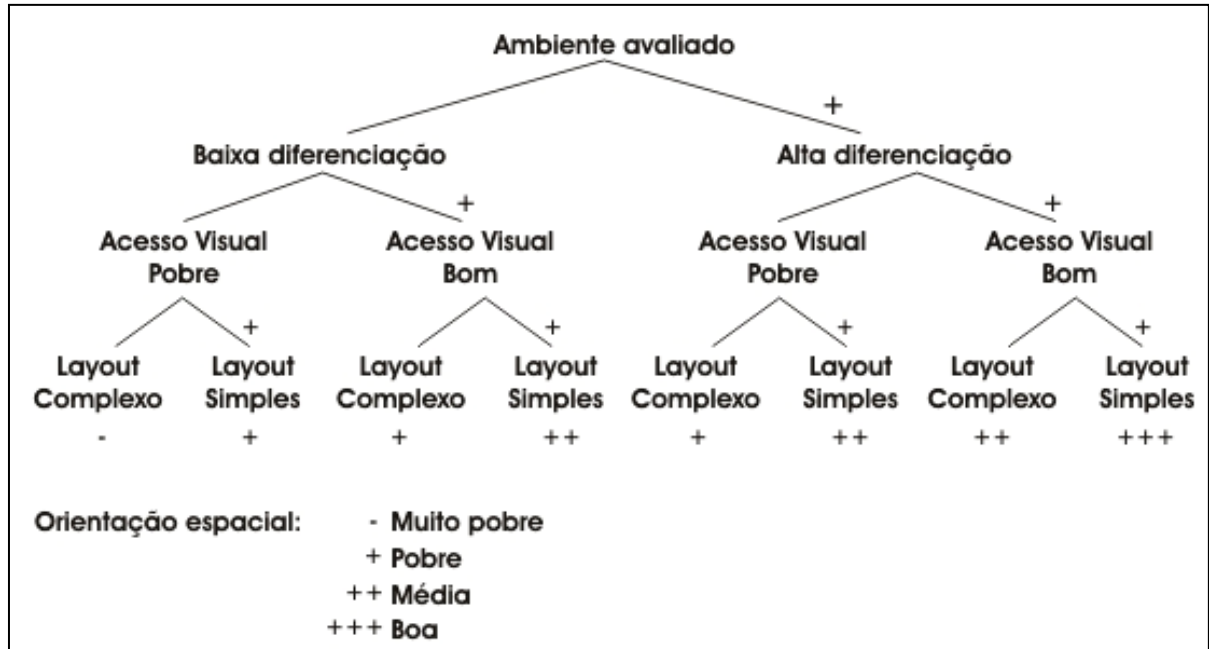 Ambiente avaliado
+
Baixa diferenciação Alta diferenciação
+ +
Acesso Visual Acesso Visual Acesso Visual Acesso Visual
Pobre Bom Pobre Bom
+ + + +
Layout Layout Layout Layout Layout Layout Layout Layout
Complexo Simples Complexo Simples Complexo Simples Complexo Simples
- + + ++ + ++ ++ +++
Orientação espacial: - Muito pobre
+ Pobre
++ Média
+++ Boa